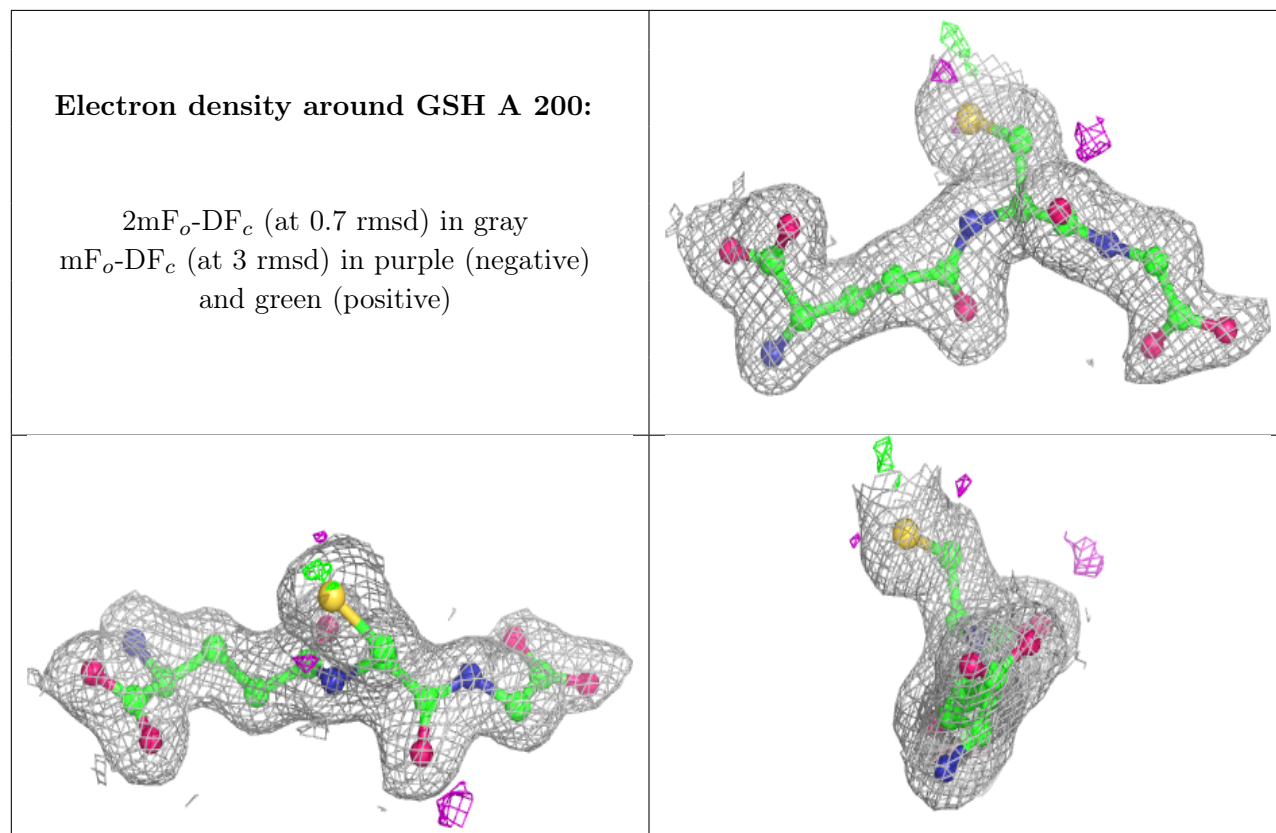 Electron density around GSH A 200:
2mFo-DFc (at 0.7 rmsd) in gray
mFo-DFc (at 3 rmsd) in purple (negative)
and green (positive)